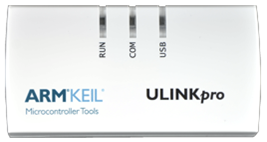 RUN
COM
USB
ARM®KEIL® ULINKpro
Microcontroller Tools